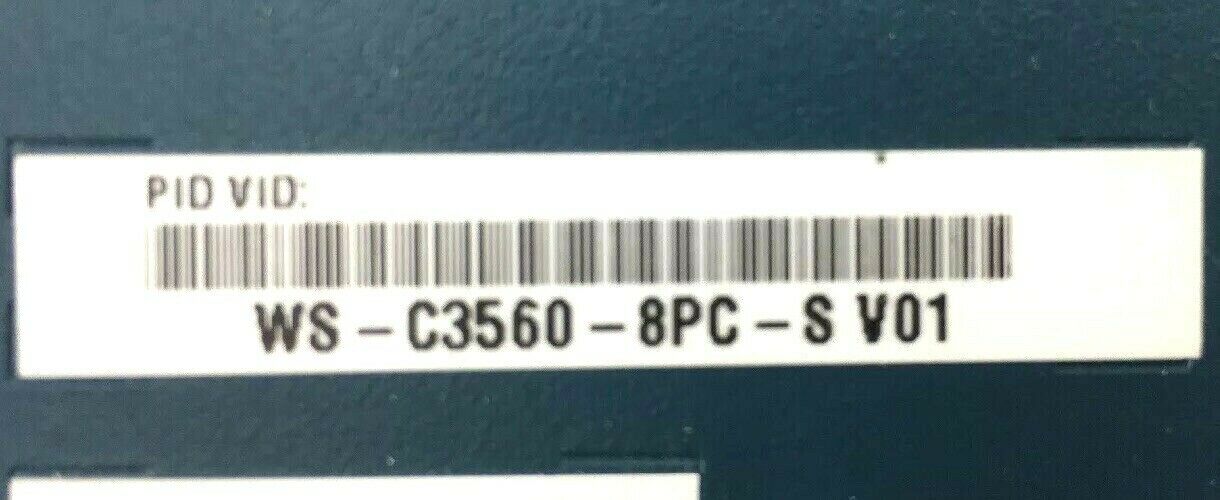 PID VID:
WS-C3560-8PC-S V01